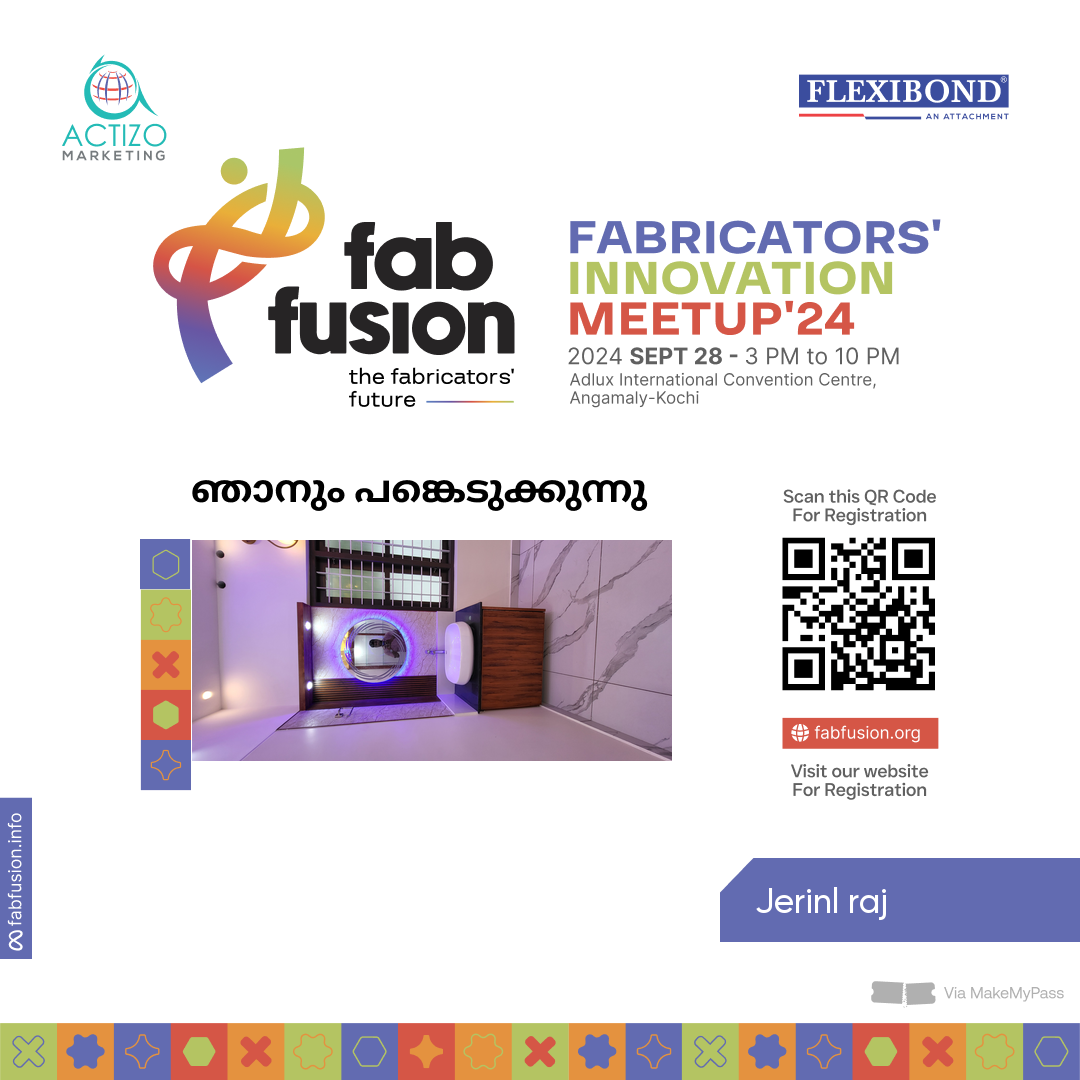 ACTIZO
MARKETING
FLEXIBOND®
AN ATTACHMENT
fab
fusion
the fabricators'
future
FABRICATORS'
INNOVATION
MEETUP'24
2024 SEPT 28 - 3 PM to 10 PM
Adlux International Convention Centre,
Angamaly-Kochi
ഞാനും പങ്കെടുക്കുന്നു
Scan this QR Code
For Registration
fabfusion.org
Visit our website
For Registration
fabfusion.info
Jerinl raj
Via MakeMyPass